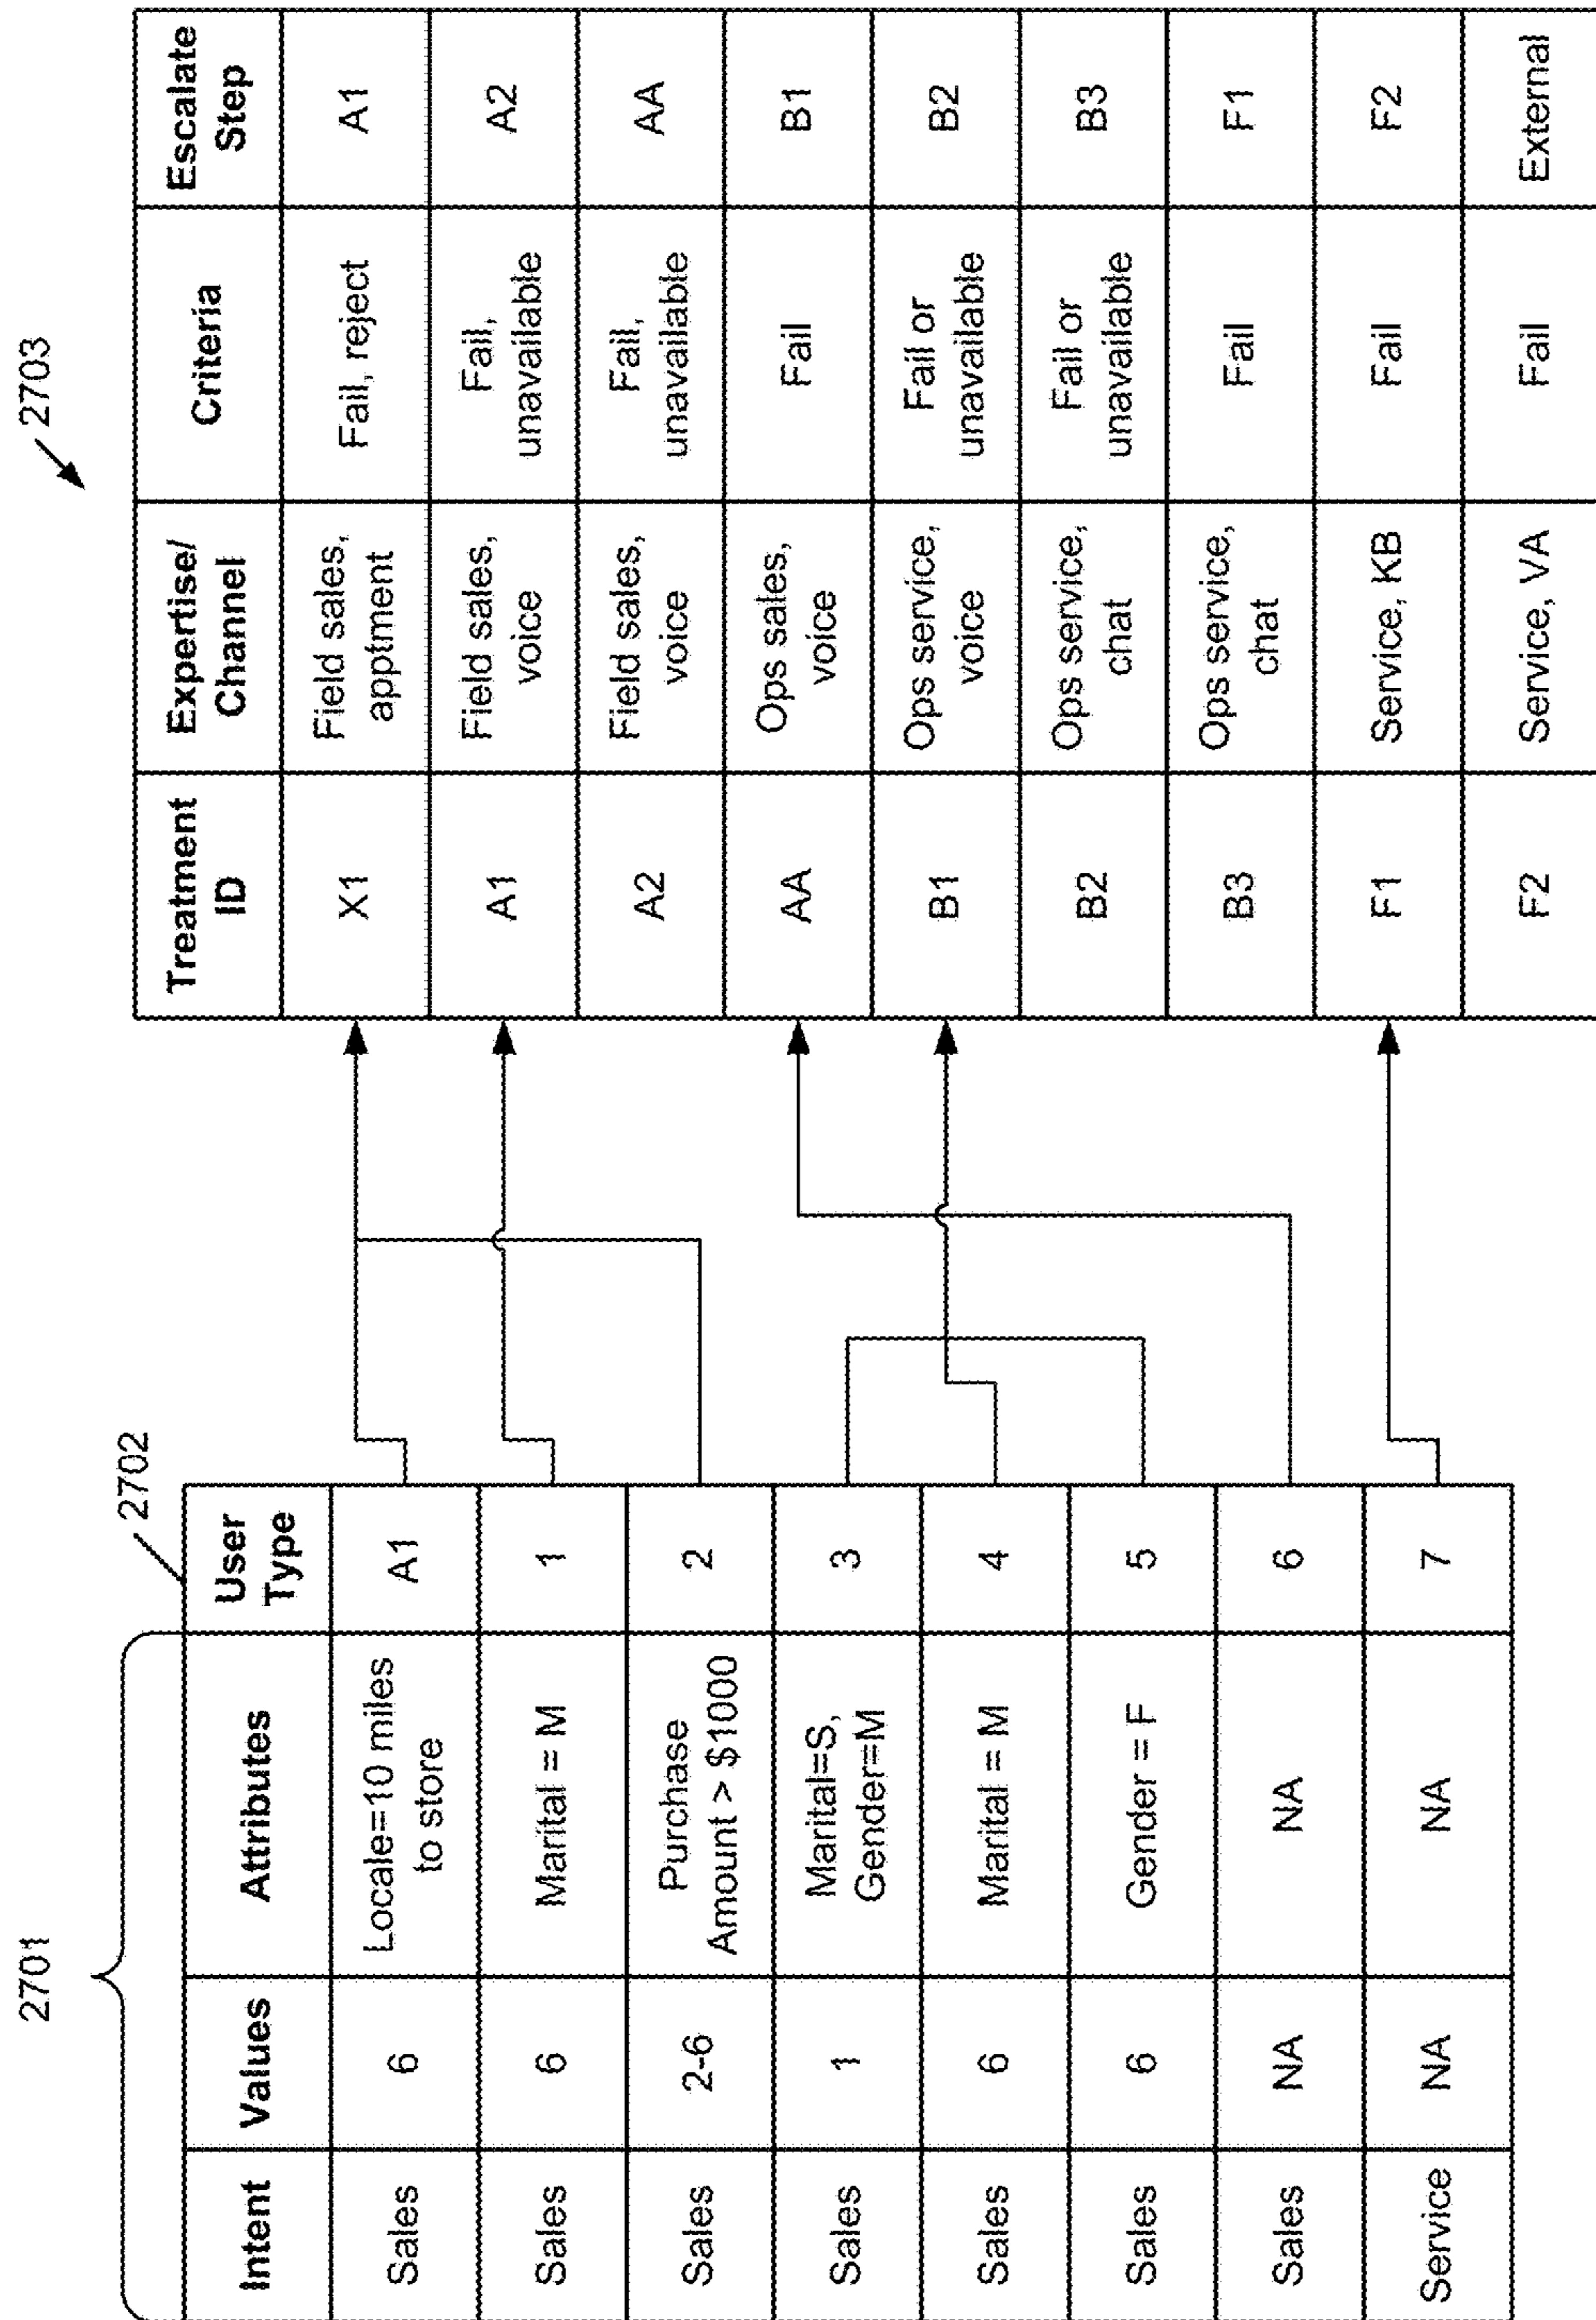 2701
2702
Intent Values Attributes User
Type
Sales 6 Locale=10 miles
to store A1
Sales 6 Marital = M 1
Sales 2-6 Purchase
Amount > $1000 2
Sales 1 Marital=S,
Gender=M 3
Sales 6 Marital = M 4
Sales 6 Gender = F 5
Sales NA NA 6
Service NA NA 7
2703
Treatment
ID Expertise/
Channel Criteria Escalate
Step
X1 Field sales,
apptment Fail, reject A1
A1 Field sales,
voice Fail,
unavailable A2
A2 Field sales,
voice Fail,
unavailable AA
AA Ops sales,
voice Fail B1
B1 Ops service,
voice Fail or
unavailable B2
B2 Ops service,
chat Fail or
unavailable B3
B3 Ops service,
chat Fail F1
F1 Service, KB Fail F2
F2 Service, VA Fail External